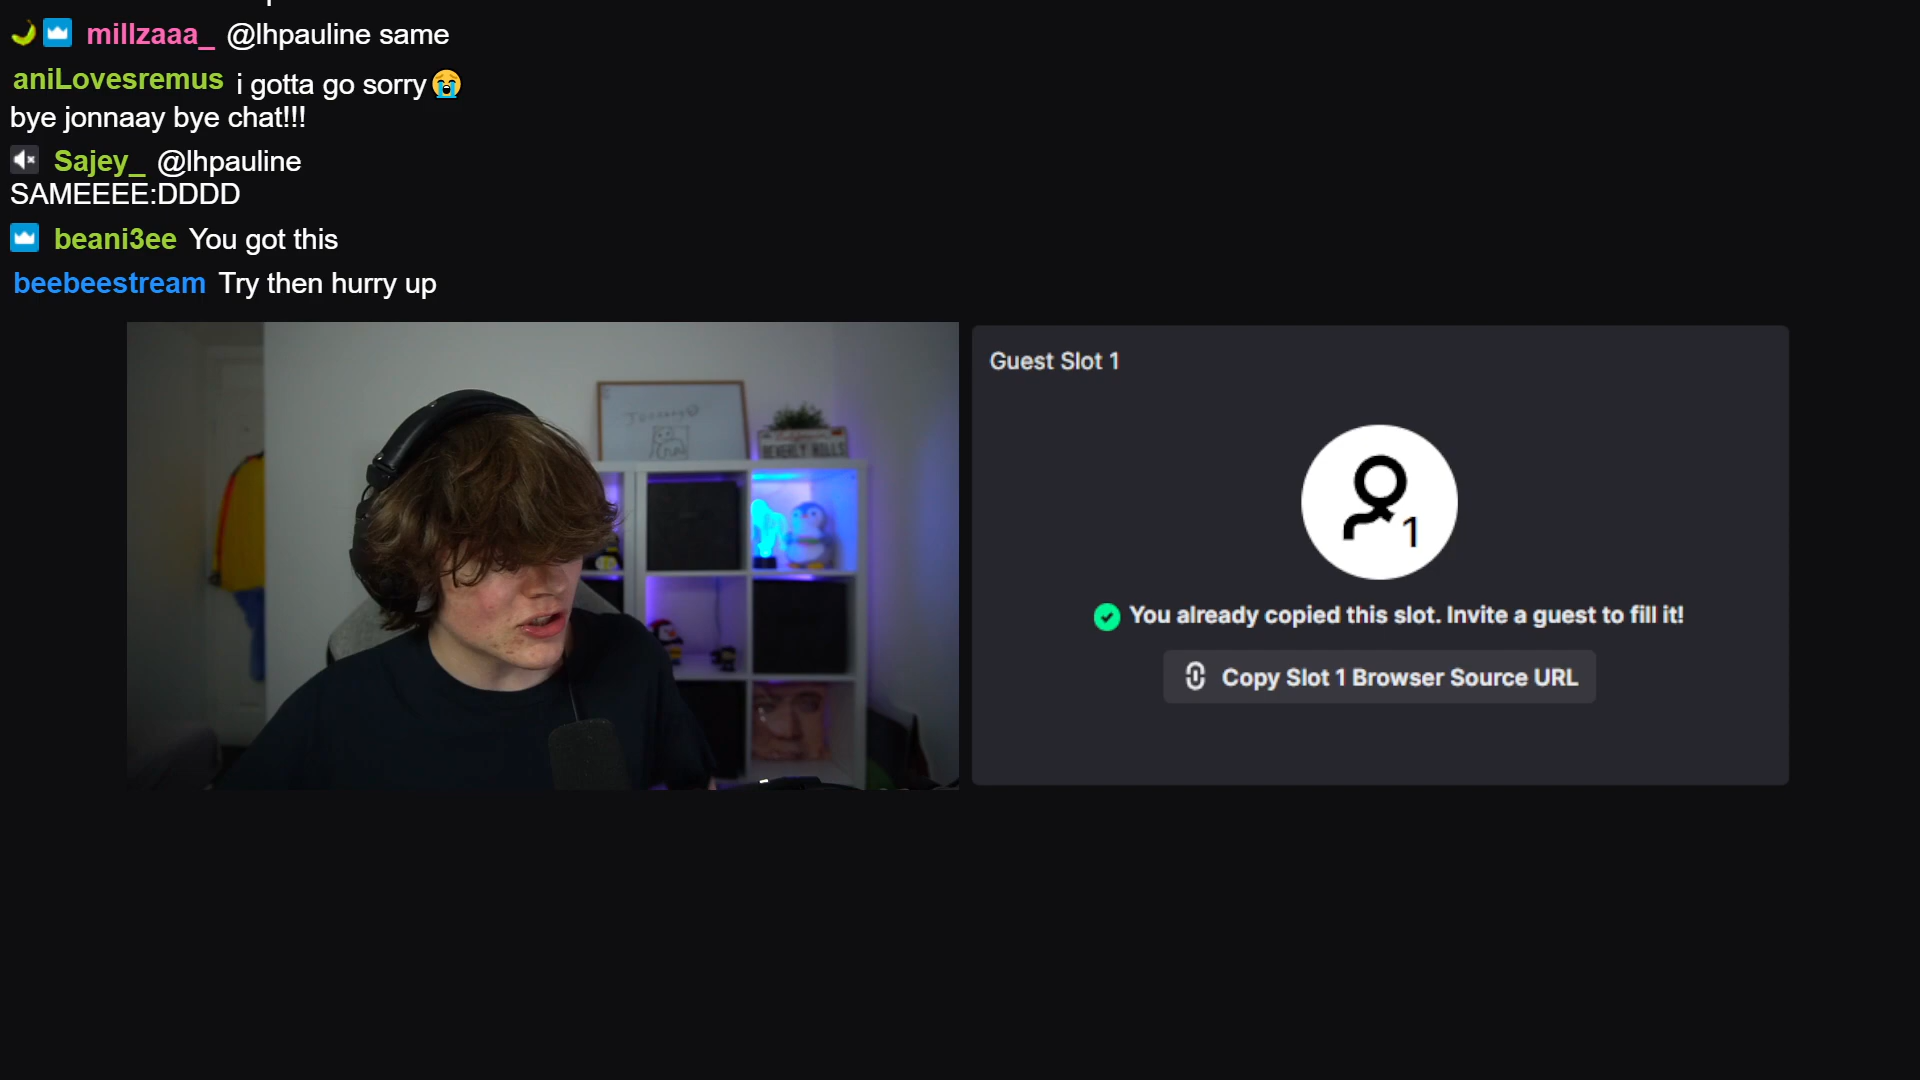 millzaaa_ @lhpauline same
aniLovesremus i gotta go sorry😭
bye jonnaay bye chat!!!
Sajey_ @lhpauline
SAMEEEE:DDDD
beani3ee You got this
beebeestream Try then hurry up
BEVERLY HILLS
Guest Slot 1
1
You already copied this slot. Invite a guest to fill it!
Copy Slot 1 Browser Source URL